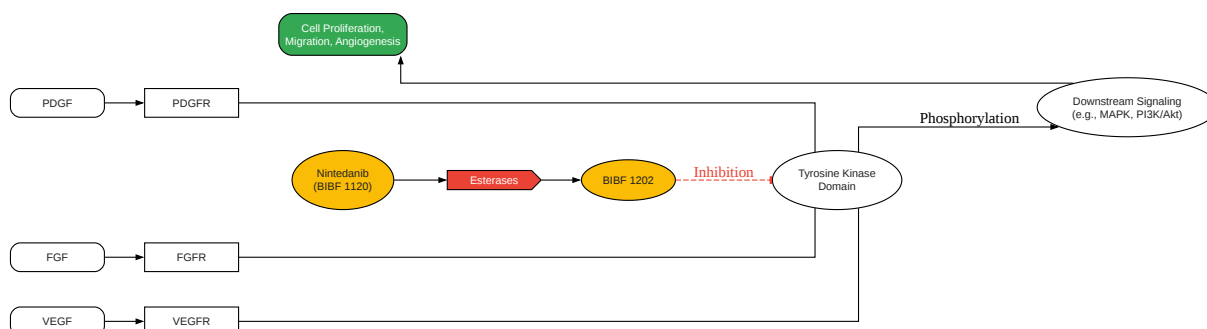 Cell Proliferation,
Migration, Angiogenesis
PDGF
PDGFR
Downstream Signaling
(e.g., MAPK, PI3K/Akt)
Phosphorylation
Nintedanib
(BIBF 1120)
Esterases
BIBF 1202
Inhibition
Tyrosine Kinase
Domain
FGF
FGFR
VEGF
VEGFR